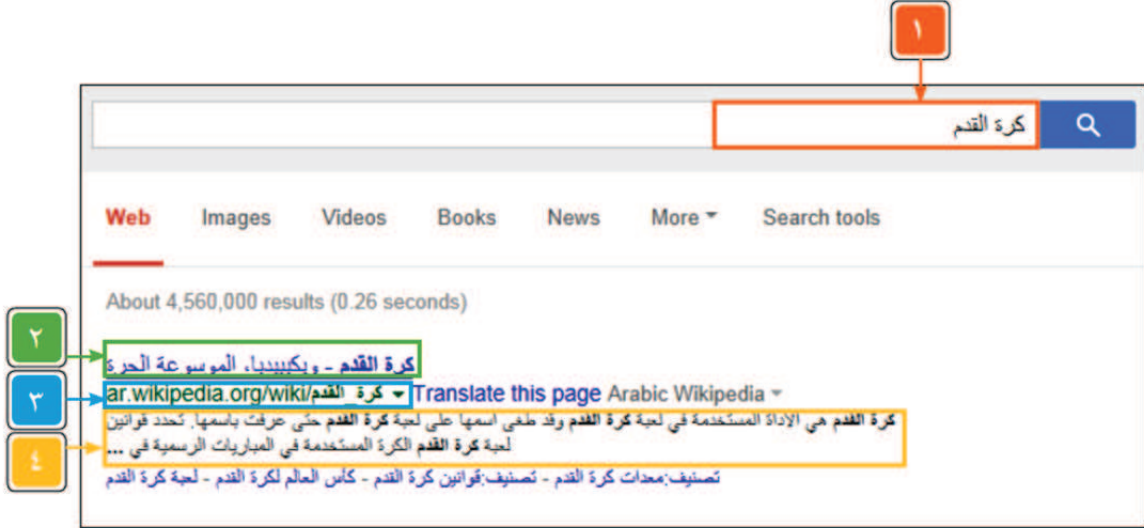 ١
كرة القدم
Web Images Videos Books News More Search tools
About 4,560,000 results (0.26 seconds)
٢
كرة القدم - ويكيبيديا، الموسوعة الحرة
٣
ar.wikipedia.org/wiki/كرة_القدم Translate this page Arabic Wikipedia
كرة القدم هي الأداة المستخدمة في لعبة كرة القدم وقد طغى اسمها على لعبة كرة القدم حتى عرفت باسمها. تحدد قوانين
٤
لعبة كرة القدم الكرة المستخدمة في المباريات الرسمية في ...
تصنيف:معدات كرة القدم - تصنيف:قوانين كرة القدم - كأس العالم لكرة القدم - لعبة كرة القدم